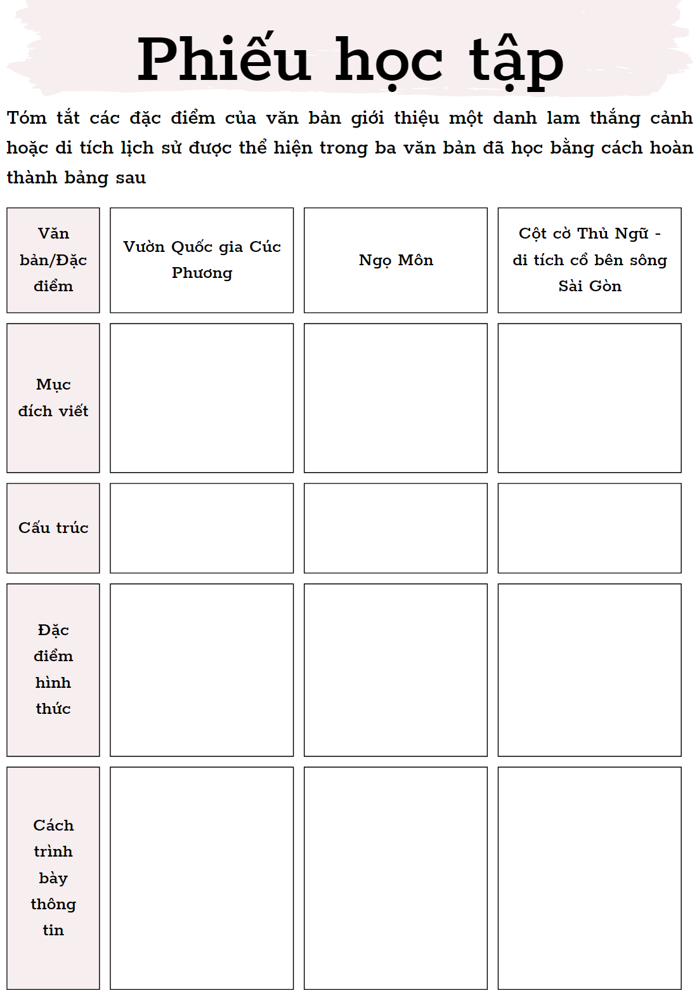 Phiếu học tập
Tóm tắt các đặc điểm của văn bản giới thiệu một danh lam thắng cảnh
hoặc di tích lịch sử được thể hiện trong ba văn bản đã học bằng cách hoàn
thành bảng sau
Văn
bản/Đặc
điểm
Vườn Quốc gia Cúc
Phương
Ngọ Môn
Cột cờ Thủ Ngữ -
di tích cổ bên sông
Sài Gòn
Mục
đích viết
Cấu trúc
Đặc
điểm
hình
thức
Cách
trình
bày
thông
tin